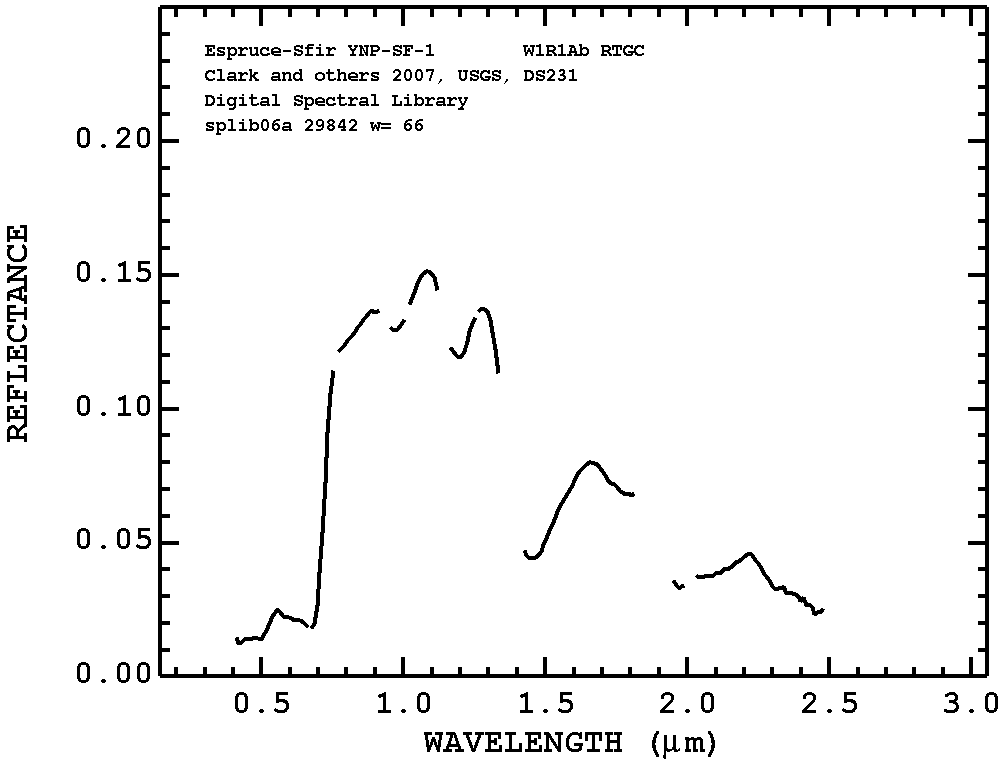 Espruce-Sfir YNP-SF-1 W1R1Ab RTGC
Clark and others 2007, USGS, DS231
Digital Spectral Library
splib06a 29842 w= 66
REFLECTANCE
0.20
0.15
0.10
0.05
0.00
0.5 1.0 1.5 2.0 2.5 3.0
WAVELENGTH (μm)